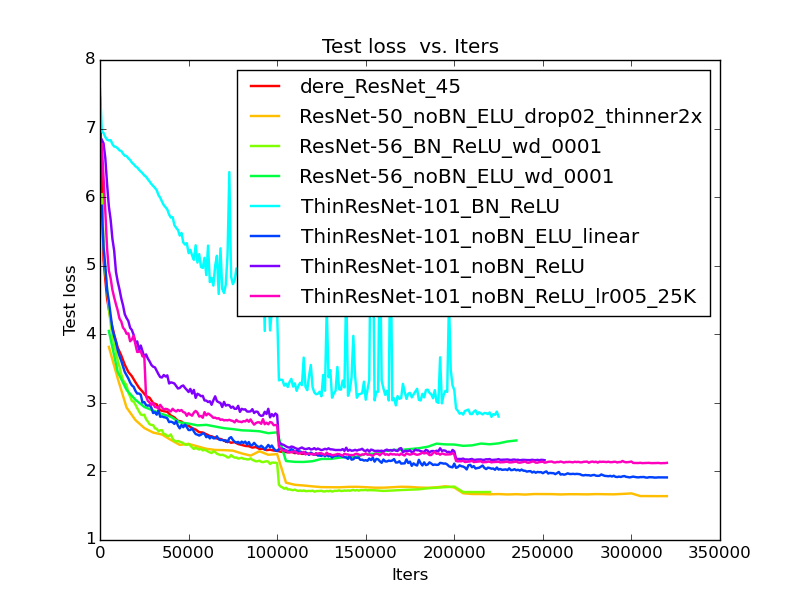 Test loss  vs. Iters
8
7
6
5
4
3
2
1
Test loss
dere_ResNet_45
ResNet-50_noBN_ELU_drop02_thinner2x
ResNet-56_BN_ReLU_wd_0001
ResNet-56_noBN_ELU_wd_0001
ThinResNet-101_BN_ReLU
ThinResNet-101_noBN_ELU_linear
ThinResNet-101_noBN_ReLU
ThinResNet-101_noBN_ReLU_lr005_25K
0 50000 100000 150000 200000 250000 300000 350000
Iters